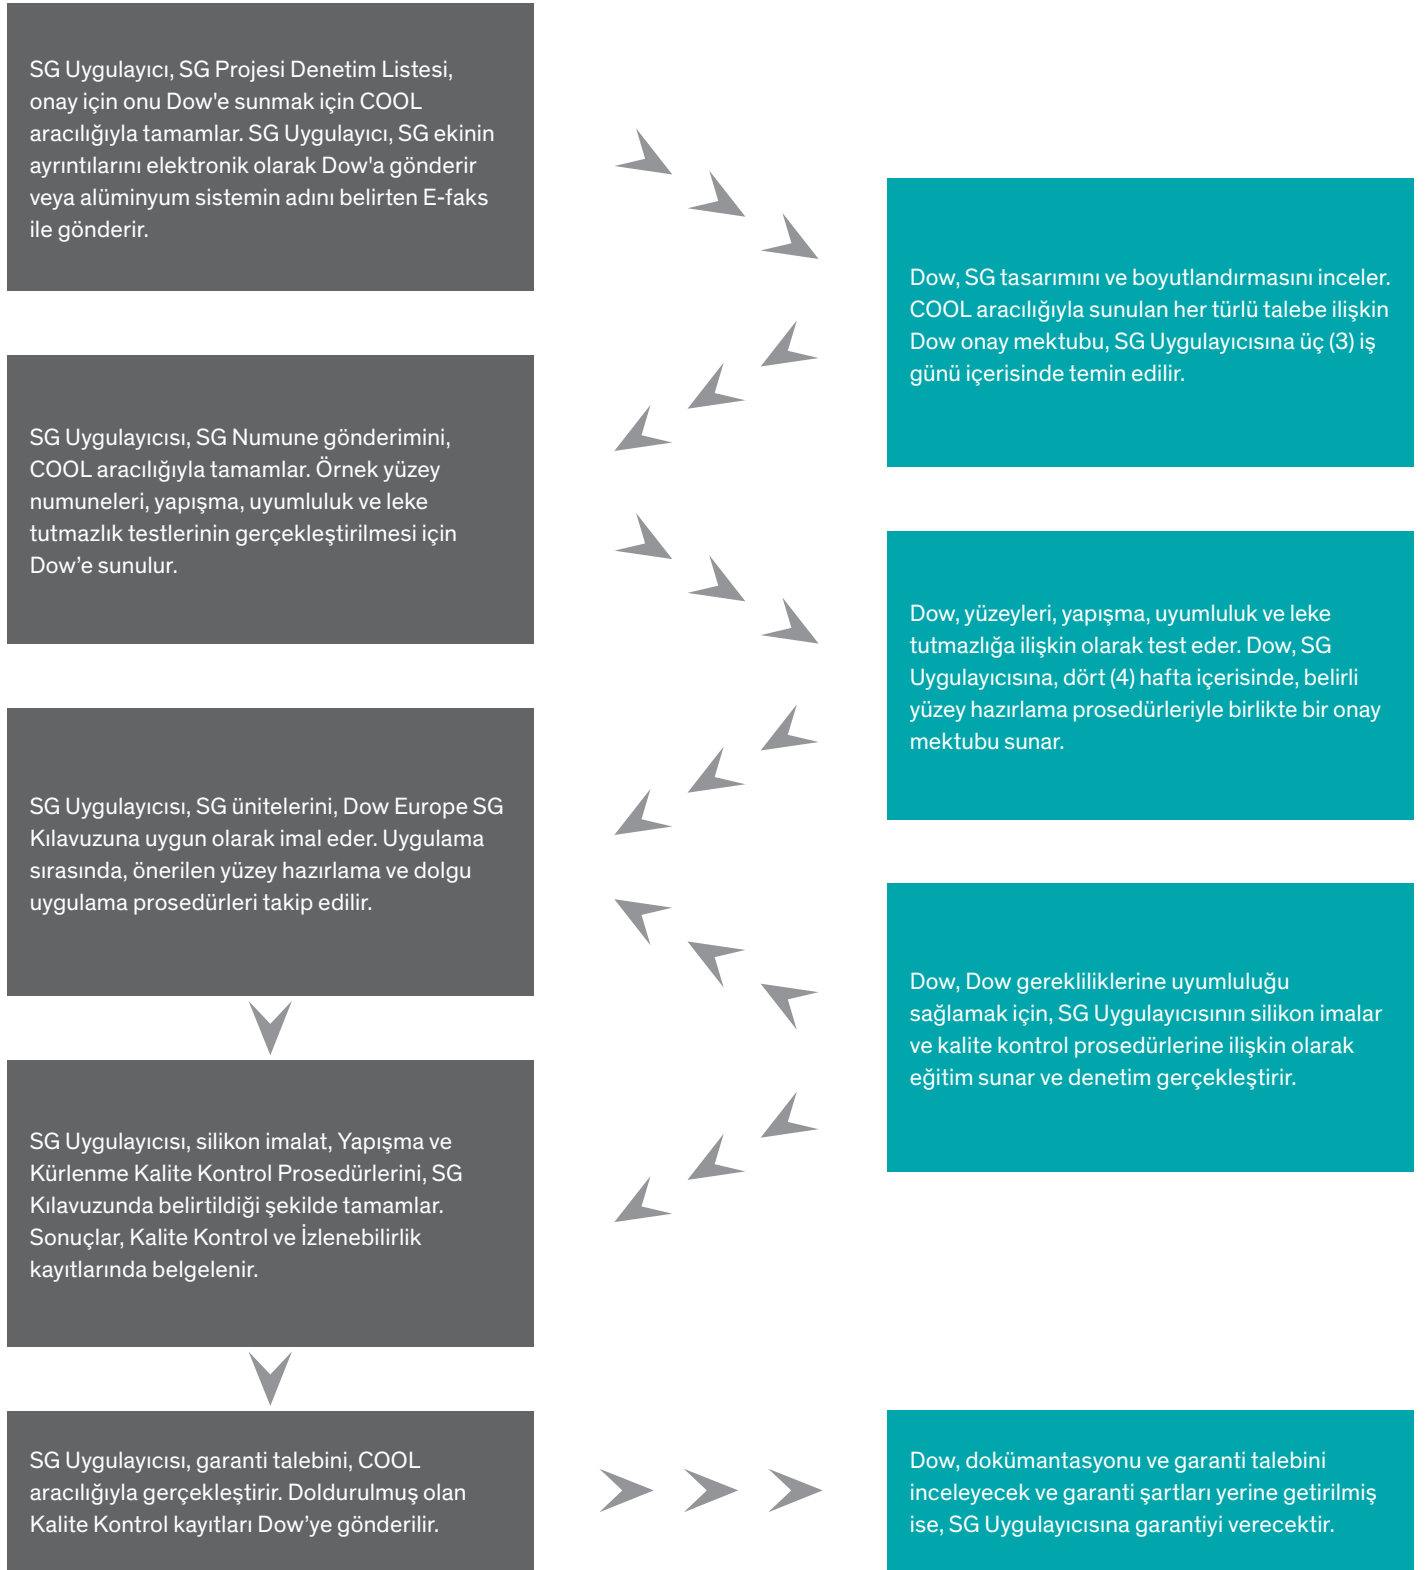 SG Uygulayıcı, SG Projesi Denetim Listesi,
onay için onu Dow'e sunmak için COOL
aracılığıyla tamamlar. SG Uygulayıcı, SG ekinin
ayrıntılarını elektronik olarak Dow'a gönderir
veya alüminyum sistemin adını belirten E-faks
ile gönderir.
Dow, SG tasarımını ve boyutlandırmasını inceler.
COOL aracılığıyla sunulan her türlü talebe ilişkin
Dow onay mektubu, SG Uygulayıcısına üç (3) iş
günü içerisinde temin edilir.
SG Uygulayıcısı, SG Numune gönderimini,
COOL aracılığıyla tamamlar. Örnek yüzey
numuneleri, yapışma, uyumluluk ve leke
tutmazlık testlerinin gerçekleştirilmesi için
Dow’e sunulur.
Dow, yüzeyleri, yapışma, uyumluluk ve leke
tutmazlığa ilişkin olarak test eder. Dow, SG
Uygulayıcısına, dört (4) hafta içerisinde, belirli
yüzey hazırlama prosedürleriyle birlikte bir onay
mektubu sunar.
SG Uygulayıcısı, SG ünitelerini, Dow Europe SG
Kılavuzuna uygun olarak imal eder. Uygulama
sırasında, önerilen yüzey hazırlama ve dolgu
uygulama prosedürleri takip edilir.
Dow, Dow gerekliliklerine uyumluluğu
sağlamak için, SG Uygulayıcısının silikon imalar
ve kalite kontrol prosedürlerine ilişkin olarak
eğitim sunar ve denetim gerçekleştirir.
SG Uygulayıcısı, silikon imalat, Yapışma ve
Kürlenme Kalite Kontrol Prosedürlerini, SG
Kılavuzunda belirtildiği şekilde tamamlar.
Sonuçlar, Kalite Kontrol ve İzlenebilirlik
kayıtlarında belgelenir.
SG Uygulayıcısı, garanti talebini, COOL
aracılığıyla gerçekleştirir. Doldurulmuş olan
Kalite Kontrol kayıtları Dow’ye gönderilir.
Dow, dokümantasyonu ve garanti talebini
inceleyecek ve garanti şartları yerine getirilmiş
ise, SG Uygulayıcısına garantiyi verecektir.